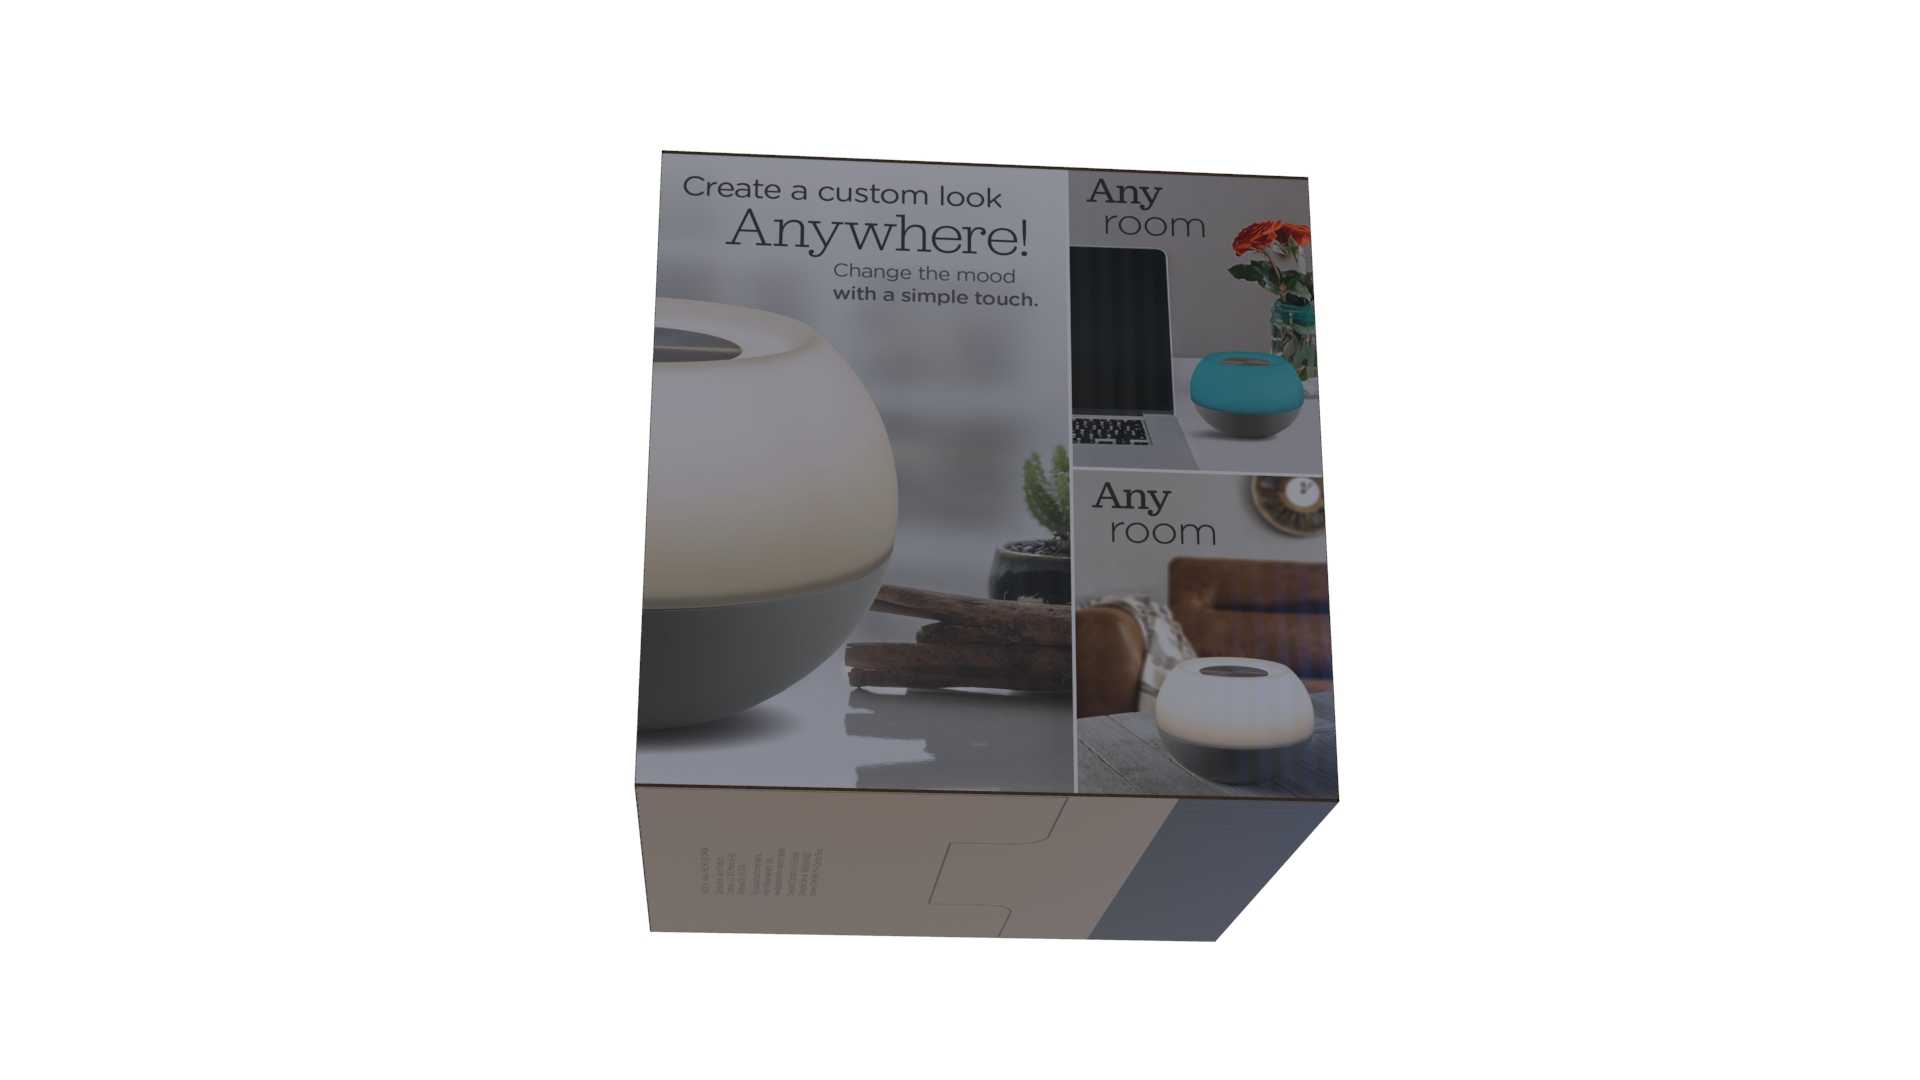 Create a custom look
Anywhere!
Change the mood
with a simple touch.
Any
room
Any
room